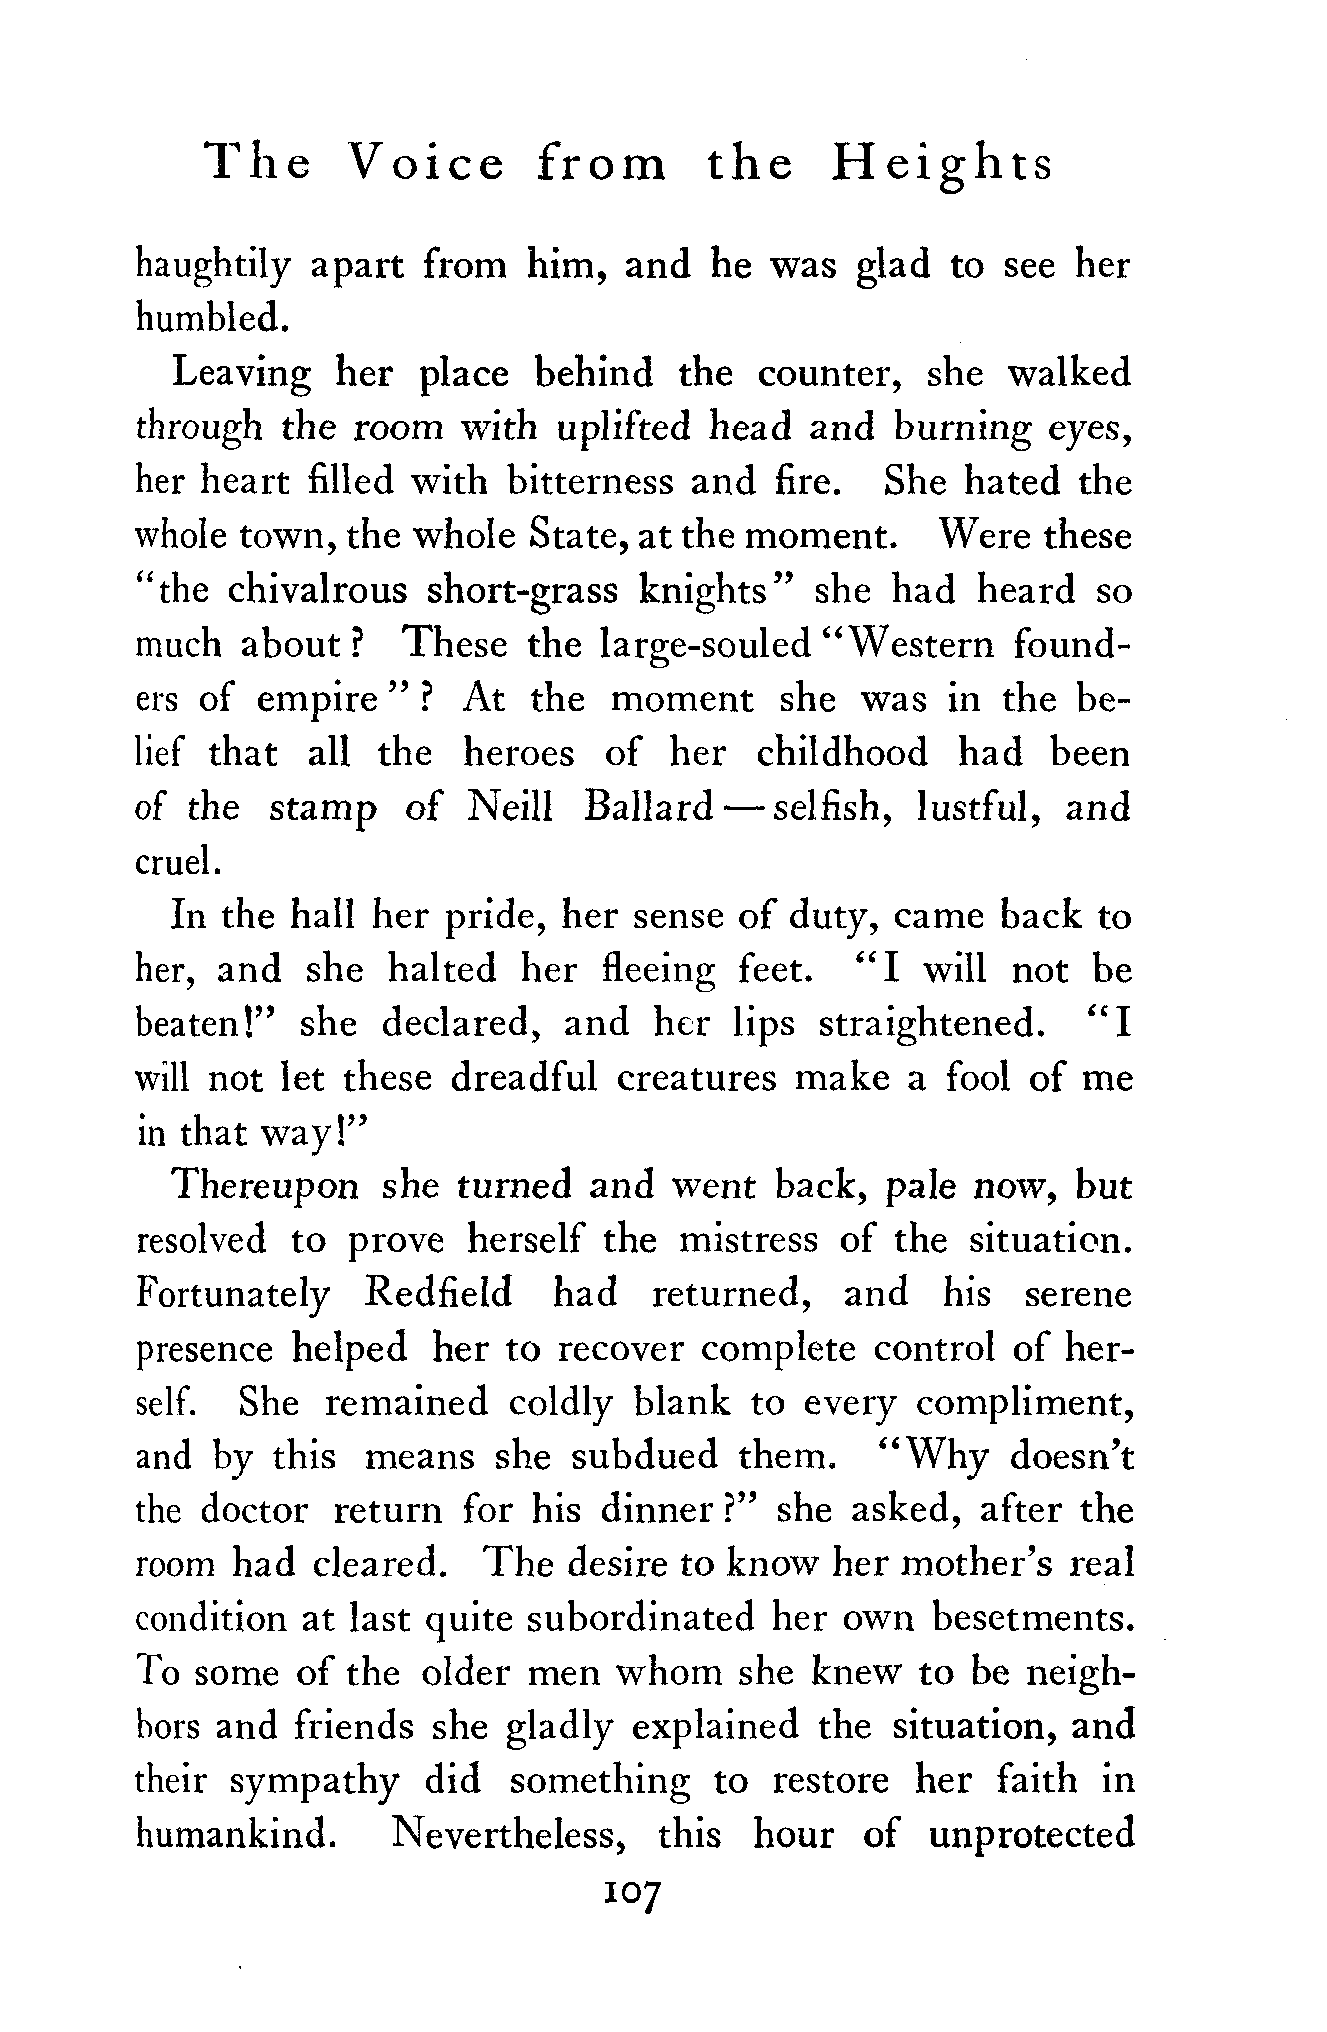 The Voice from the Heights
haughtily apart from him, and he was glad to see her
humbled.
Leaving her place behind the counter, she walked
through the room with uplifted head and burning eyes,
her heart filled with bitterness and fire. She hated the
whole town, the whole State, at the moment. Were these
“the chivalrous short-grass knights” she had heard so
much about? These the large-souled “Western found-
ers of empire”? At the moment she was in the be-
lief that all the heroes of her childhood had been
of the stamp of Neill Ballard — selfish, lustful, and
cruel.
In the hall her pride, her sense of duty, came back to
her, and she halted her fleeing feet. “I will not be
beaten!” she declared, and her lips straightened. “I
will not let these dreadful creatures make a fool of me
in that way!”
Thereupon she turned and went back, pale now, but
resolved to prove herself the mistress of the situation.
Fortunately Redfield had returned, and his serene
presence helped her to recover complete control of her-
self. She remained coldly blank to every compliment,
and by this means she subdued them. “Why doesn’t
the doctor return for his dinner?” she asked, after the
room had cleared. The desire to know her mother’s real
condition at last quite subordinated her own besetments.
To some of the older men whom she knew to be neigh-
bors and friends she gladly explained the situation, and
their sympathy did something to restore her faith in
humankind. Nevertheless, this hour of unprotected
107